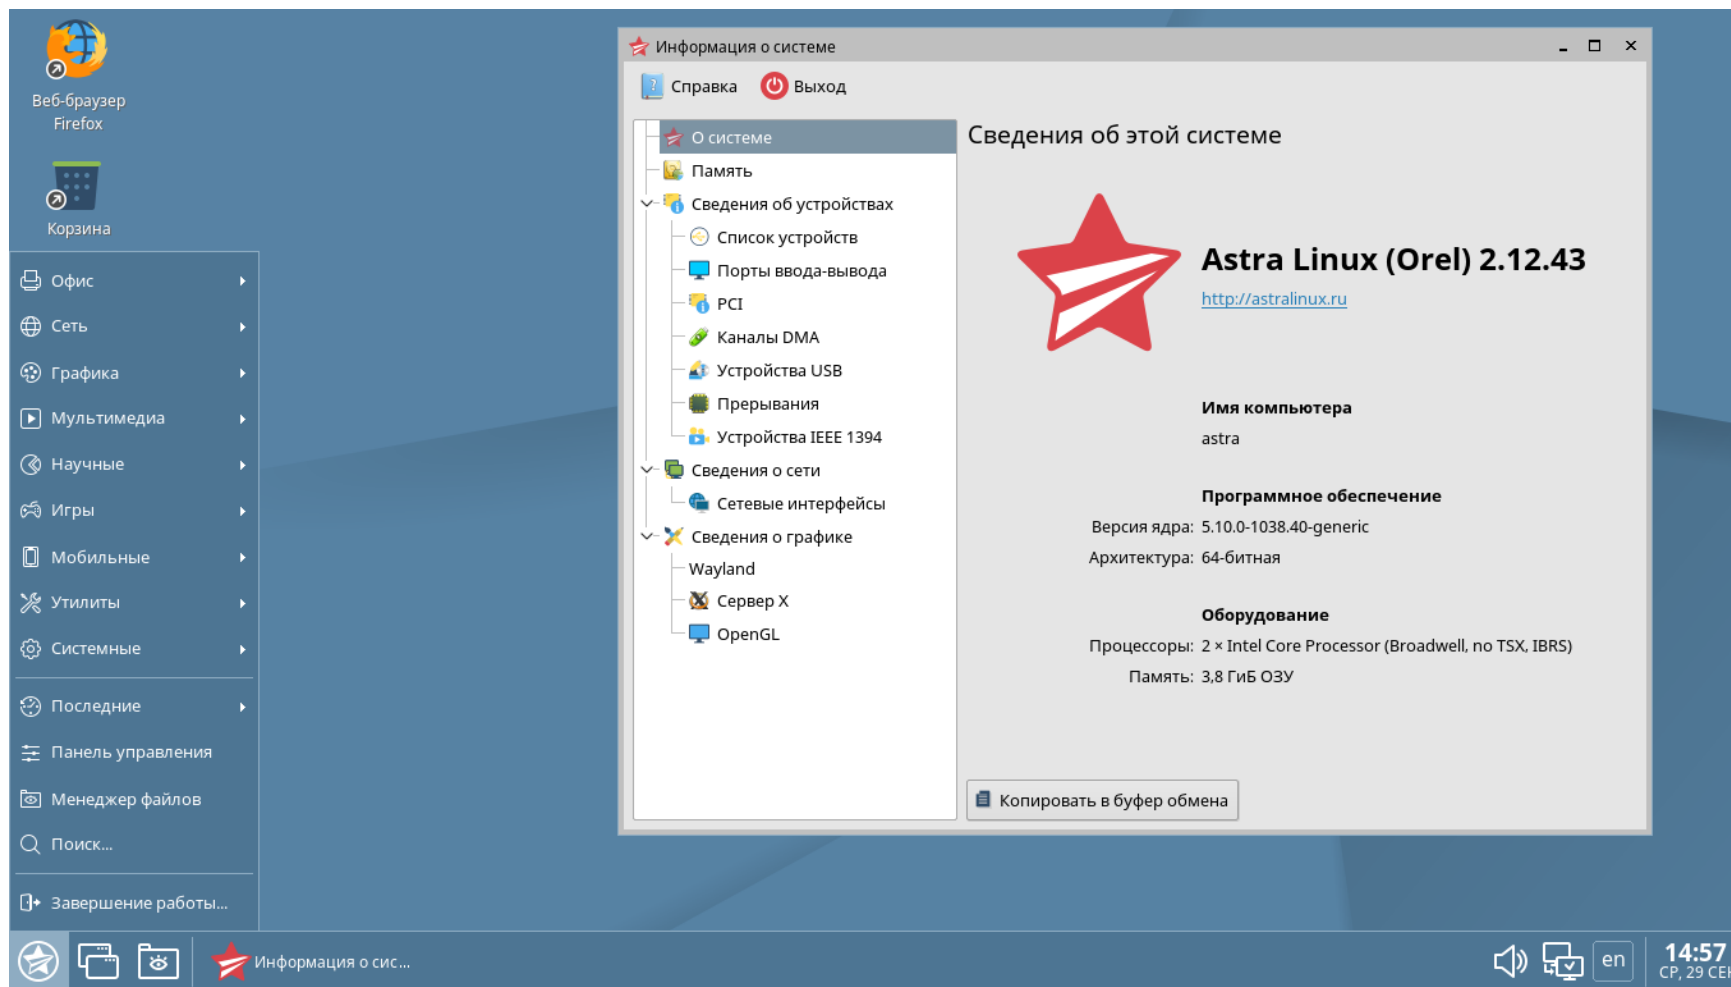 Веб-браузер
Firefox
Корзина
Офис
Сеть
Графика
Мультимедиа
Научные
Игры
Мобильные
Утилиты
Системные
Последние
Панель управления
Менеджер файлов
Поиск...
Завершение работы...
Информация о системе
Справка
Выход
О системе
Память
Сведения об устройствах
Список устройств
Порты ввода-вывода
PCI
Каналы DMA
Устройства USB
Прерывания
Устройства IEEE 1394
Сведения о сети
Сетевые интерфейсы
Сведения о графике
Wayland
Сервер X
OpenGL
Сведения об этой системе
Astra Linux (Orel) 2.12.43
http://astralinux.ru
Имя компьютера
astra
Программное обеспечение
Версия ядра: 5.10.0-1038.40-generic
Архитектура: 64-битная
Оборудование
Процессоры: 2 × Intel Core Processor (Broadwell, no TSX, IBRS)
Память: 3,8 ГиБ ОЗУ
Копировать в буфер обмена
Информация о сис...
en
14:57
СР, 29